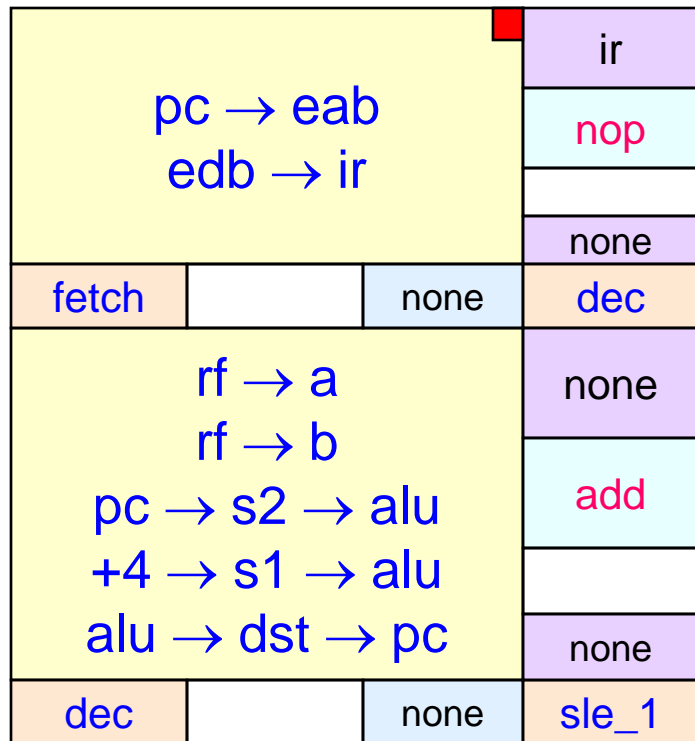 pc → eab
edb → ir
ir
nop
none
fetch
none
dec
rf → a
rf → b
pc → s2 → alu
+4 → s1 → alu
alu → dst → pc
none
add
none
dec
none
sle_1